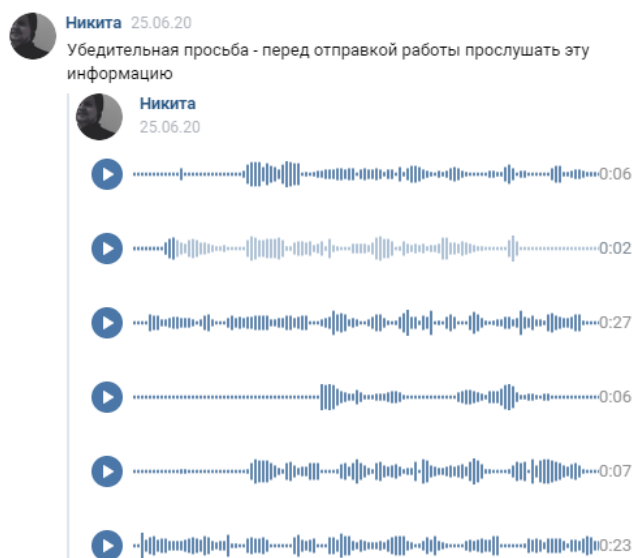 Никита 25.06.20
Убедительная просьба - перед отправкой работы прослушать эту
информацию
Никита
25.06.20
0:06
0:02
0:27
0:06
0:07
0:23